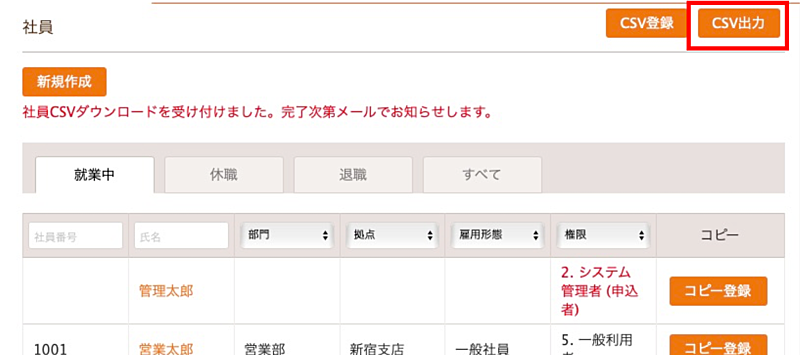 社員
CSV登録
CSV出力
新規作成
社員CSVダウンロードを受け付けました。完了次第メールでお知らせします。
就業中
休職
退職
すべて
社員番号
氏名
部門
拠点
雇用形態
権限
コピー
管理太郎
2. システム
管理者 (申込
者)
コピー登録
1001
営業太郎
営業部
新宿支店
一般社員
5. 一般利用
コピー登録